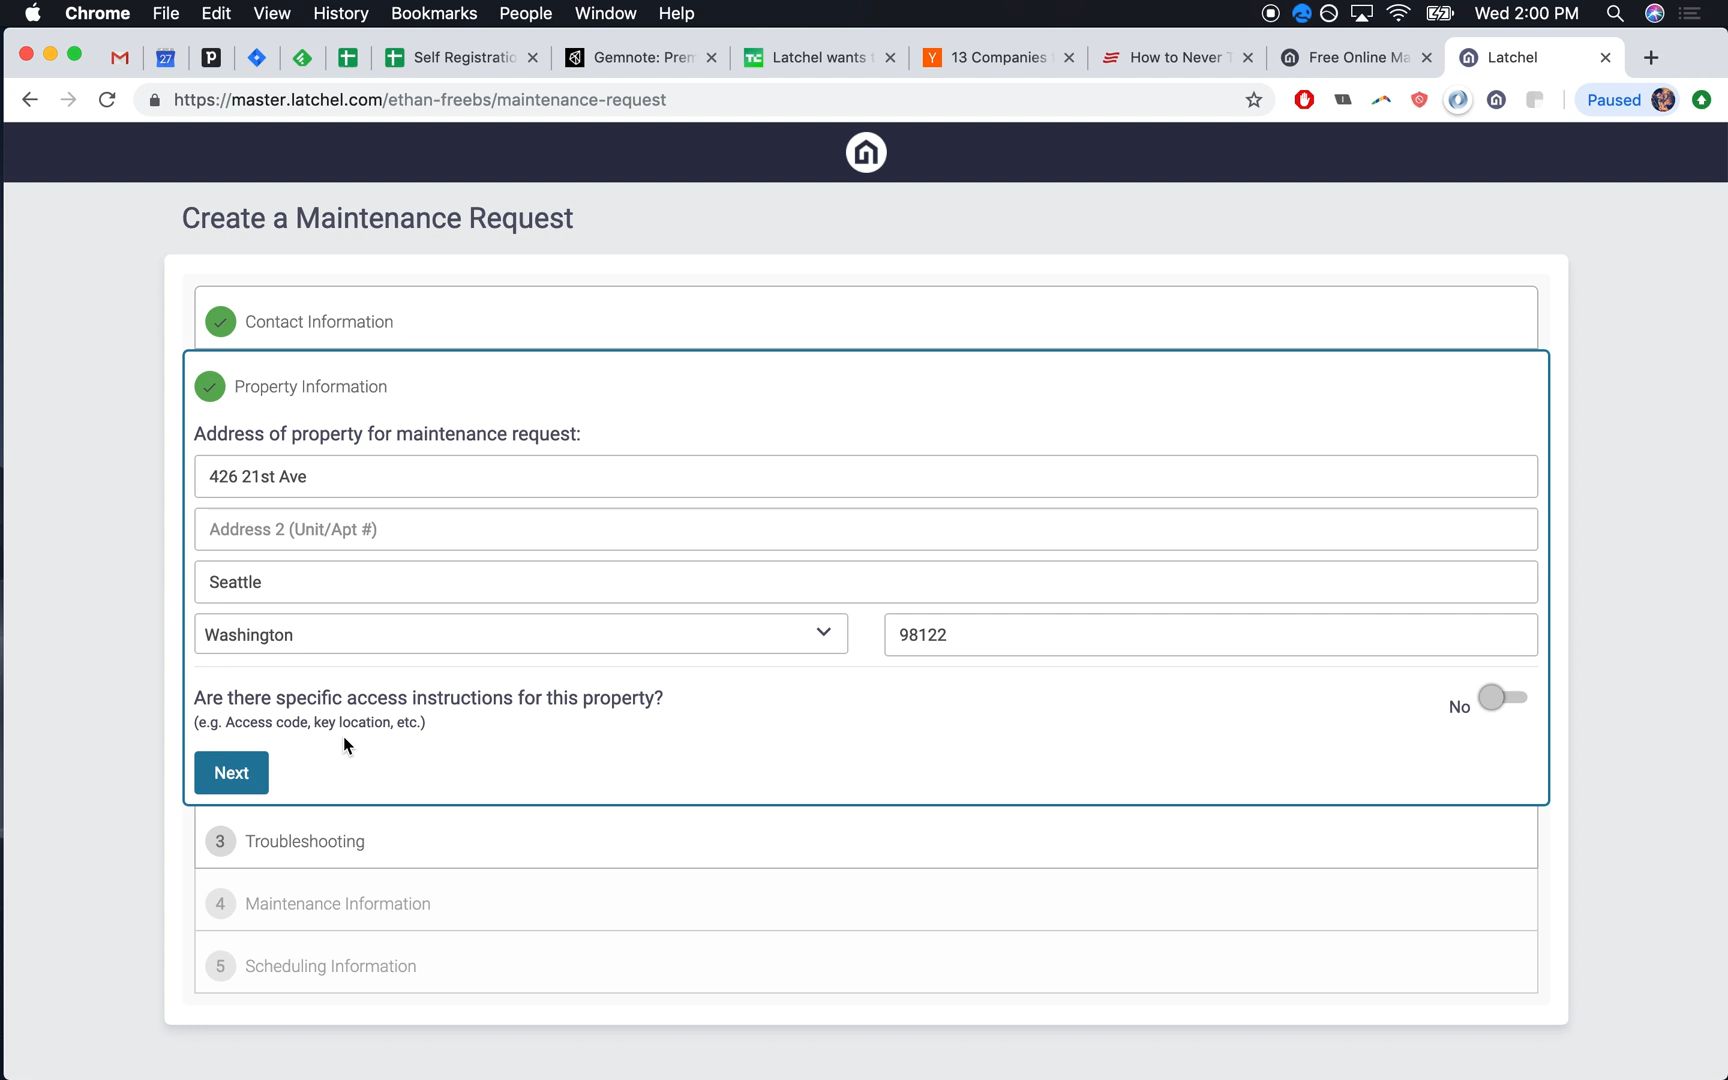 Chrome File Edit View History Bookmarks People Window Help Wed 2:00 PM
27 Self Registratio Gemnote: Prem Latchel wants t 13 Companies How to Never T Free Online Ma Latchel
https://master.latchel.com/ethan-freebs/maintenance-request Paused
Create a Maintenance Request
Contact Information
Property Information
Address of property for maintenance request:
426 21st Ave
Address 2 (Unit/Apt #)
Seattle
Washington 98122
Are there specific access instructions for this property?
No
(e.g. Access code, key location, etc.)
Next
3 Troubleshooting
4 Maintenance Information
5 Scheduling Information